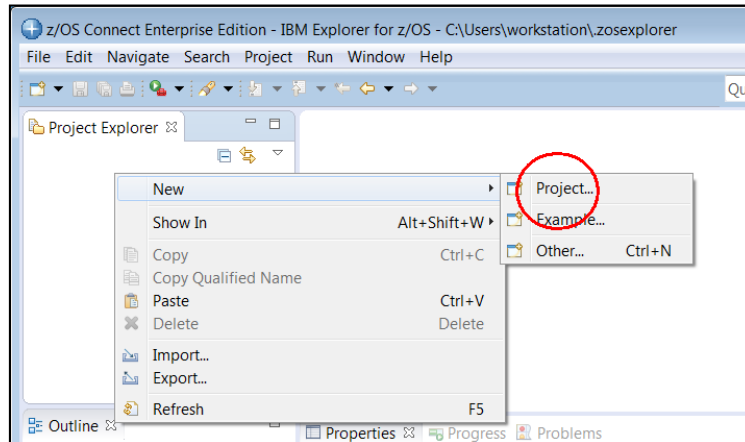 z/OS Connect Enterprise Edition - IBM Explorer for z/OS - C:\Users\workstation\.zosexplorer
File Edit Navigate Search Project Run Window Help
Qu
Project Explorer
New
Project...
Show In Alt+Shift+W
Example...
Copy Ctrl+C
Other... Ctrl+N
Copy Qualified Name
Paste Ctrl+V
Delete Delete
Import...
Export...
Refresh F5
Outline
Properties Progress Problems